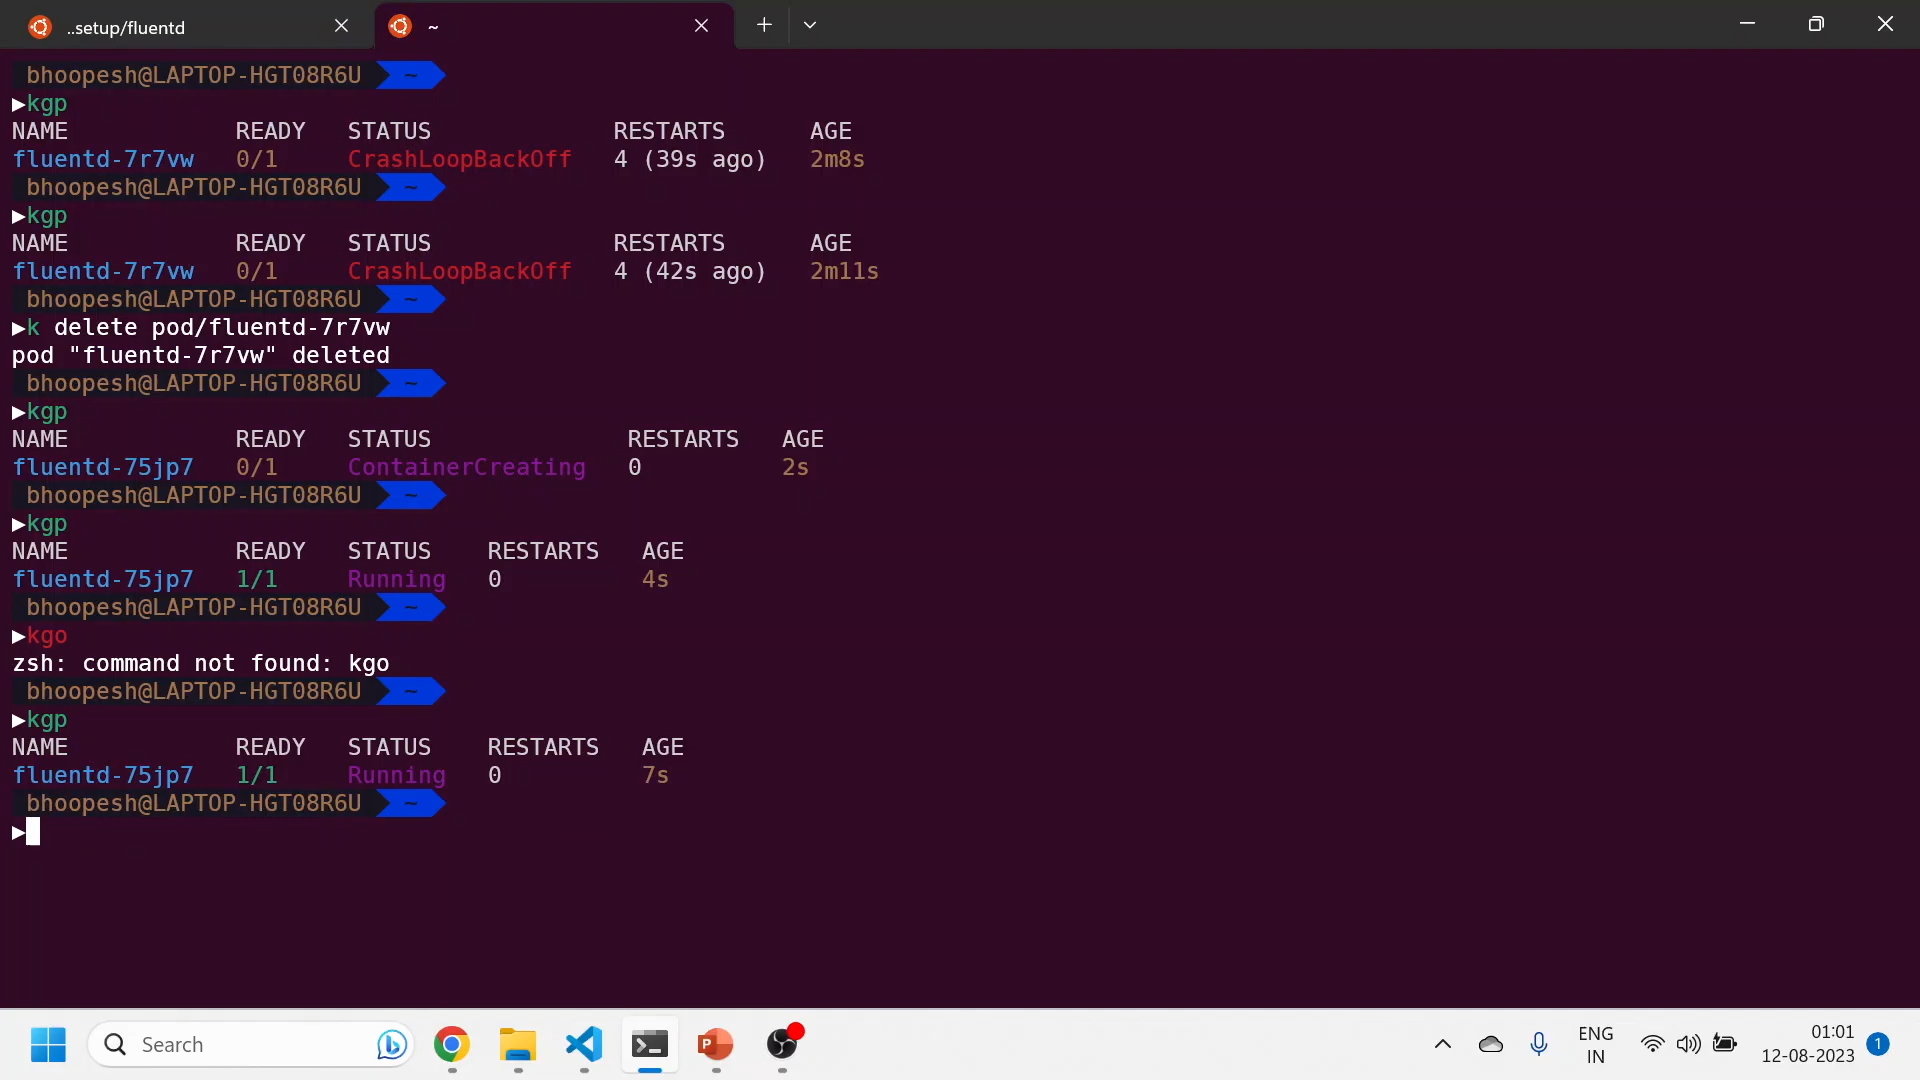 ..setup/fluentd
~
bhoopesh@LAPTOP-HGT08R6U ~
▶kgp
NAME READY STATUS RESTARTS AGE
fluentd-7r7vw 0/1 CrashLoopBackOff 4 (39s ago) 2m8s
bhoopesh@LAPTOP-HGT08R6U ~
▶kgp
NAME READY STATUS RESTARTS AGE
fluentd-7r7vw 0/1 CrashLoopBackOff 4 (42s ago) 2m11s
bhoopesh@LAPTOP-HGT08R6U ~
▶k delete pod/fluentd-7r7vw
pod "fluentd-7r7vw" deleted
bhoopesh@LAPTOP-HGT08R6U ~
▶kgp
NAME READY STATUS RESTARTS AGE
fluentd-75jp7 0/1 ContainerCreating 0 2s
bhoopesh@LAPTOP-HGT08R6U ~
▶kgp
NAME READY STATUS RESTARTS AGE
fluentd-75jp7 1/1 Running 0 4s
bhoopesh@LAPTOP-HGT08R6U ~
▶kgo
zsh: command not found: kgo
bhoopesh@LAPTOP-HGT08R6U ~
▶kgp
NAME READY STATUS RESTARTS AGE
fluentd-75jp7 1/1 Running 0 7s
bhoopesh@LAPTOP-HGT08R6U ~
▶
Search
P
ENG
IN
01:01
12-08-2023
1